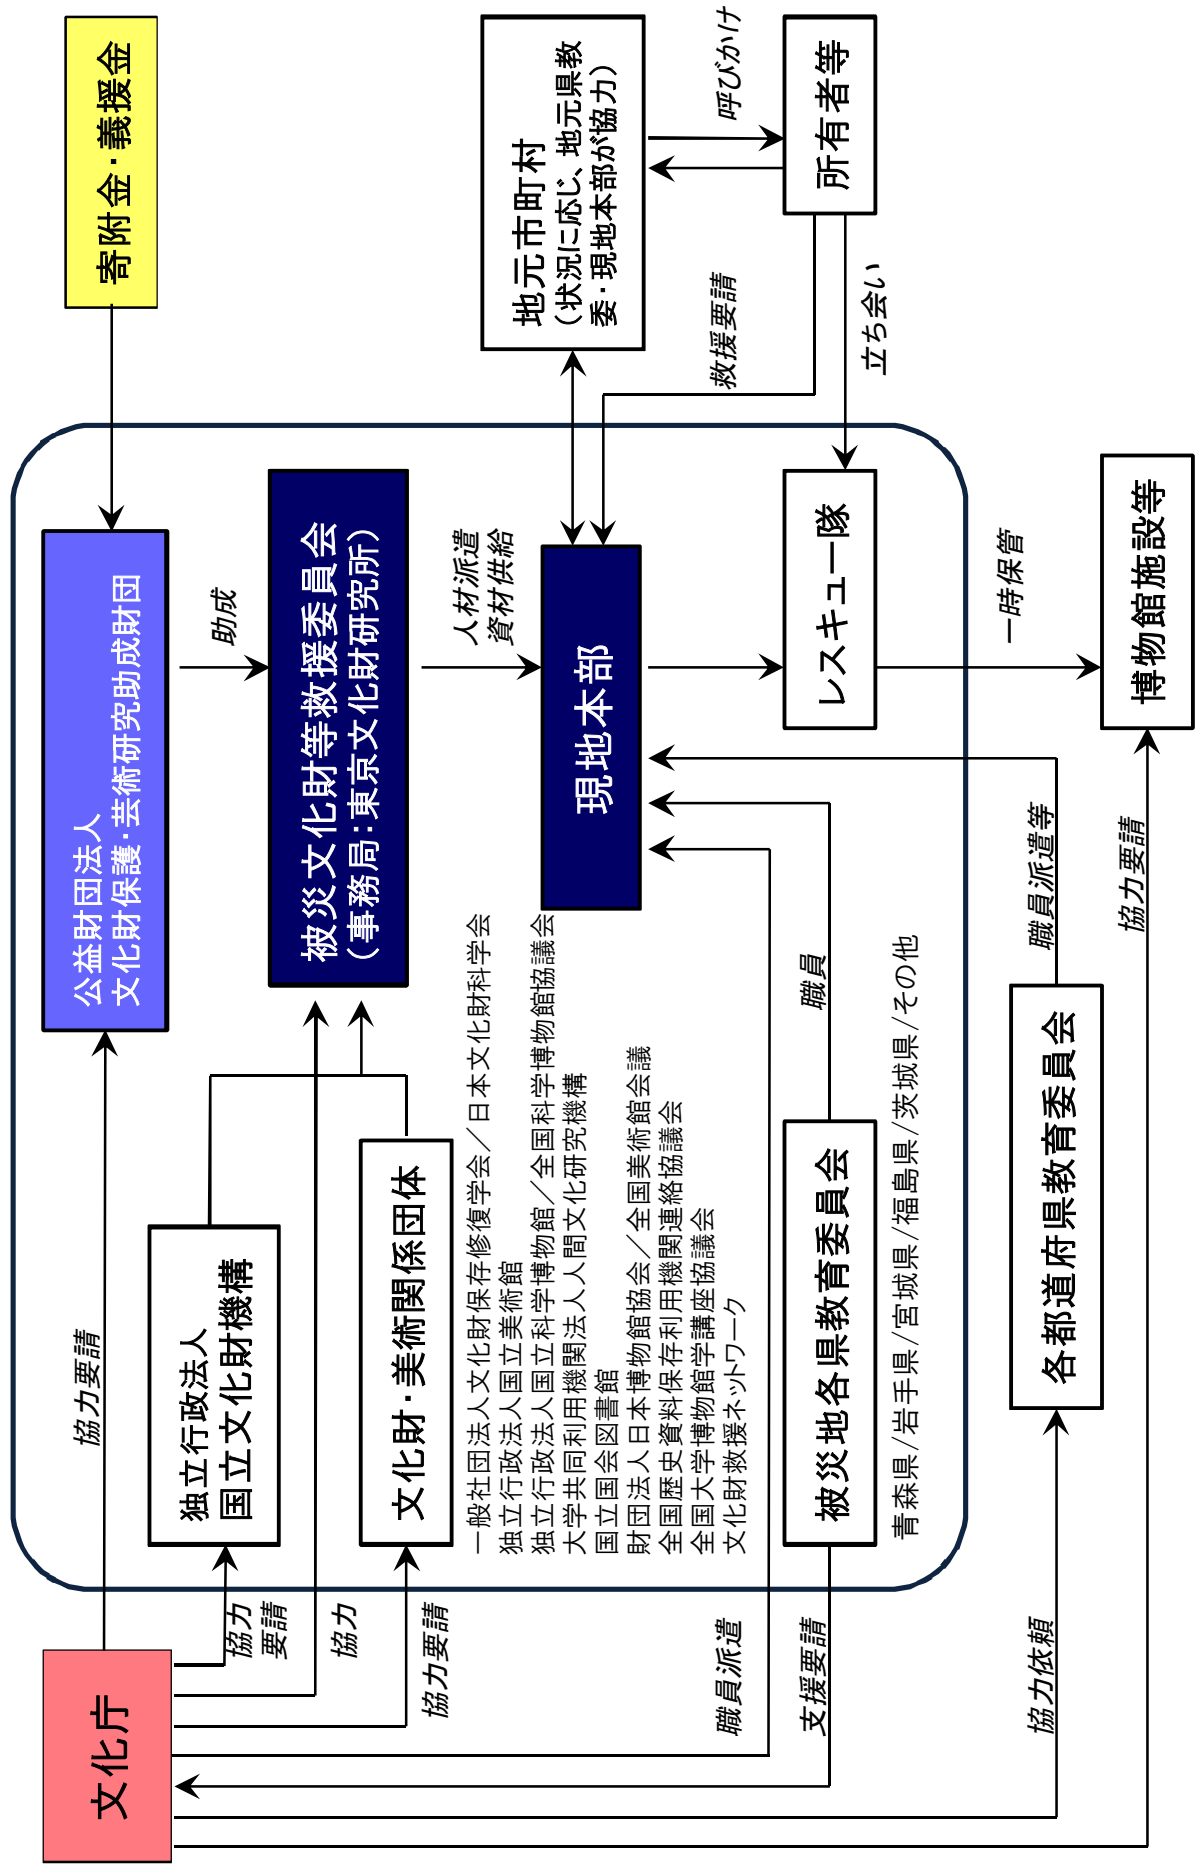 文化庁
協力要請
協力
要請
協力
協力要請
職員派遣
支援要請
協力依頼
独立行政法人
国立文化財機構
文化財・美術関係団体
一般社団法人文化財保存修復学会／日本文化財科学会
独立行政法人国立美術館
独立行政法人国立科学博物館／全国科学博物館協議会
大学共同利用機関法人人間文化研究機構
国立国会図書館
財団法人日本博物館協会／全国美術館会議
全国歴史資料保存利用機関連絡協議会
全国大学博物館学講座協議会
文化財救援ネットワーク
被災地各県教育委員会
青森県/岩手県/宮城県/福島県/茨城県/その他
各都道府県教育委員会
職員
職員派遣等
協力要請
公益財団法人
文化財保護・芸術研究助成財団
助成
被災文化財等救援委員会
（事務局：東京文化財研究所）
人材派遣
資材供給
現地本部
レスキュー隊
一時保管
博物館施設等
寄附金・義援金
地元市町村
（状況に応じ、地元県教
委・現地本部が協力）
呼びかけ
所有者等
救援要請
立ち会い